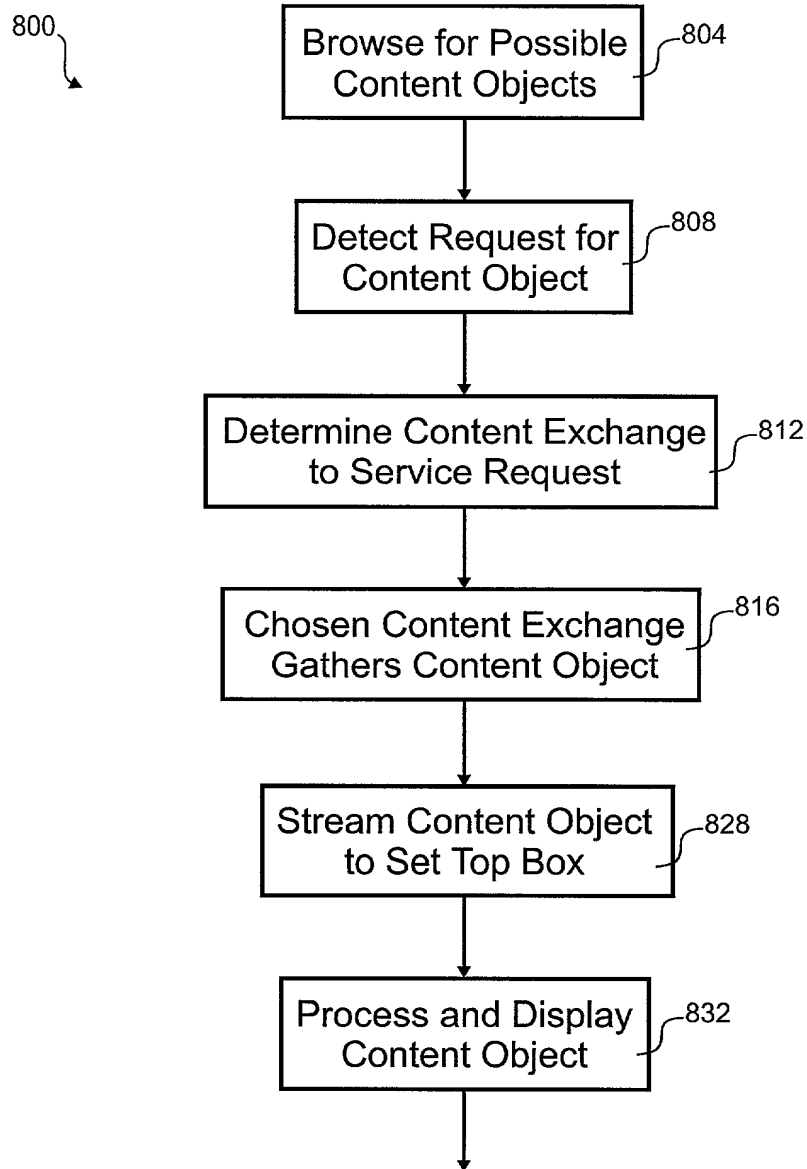 800
Browse for Possible
Content Objects
804
Detect Request for
Content Object
808
Determine Content Exchange
to Service Request
812
Chosen Content Exchange
Gathers Content Object
816
Stream Content Object
to Set Top Box
828
Process and Display
Content Object
832